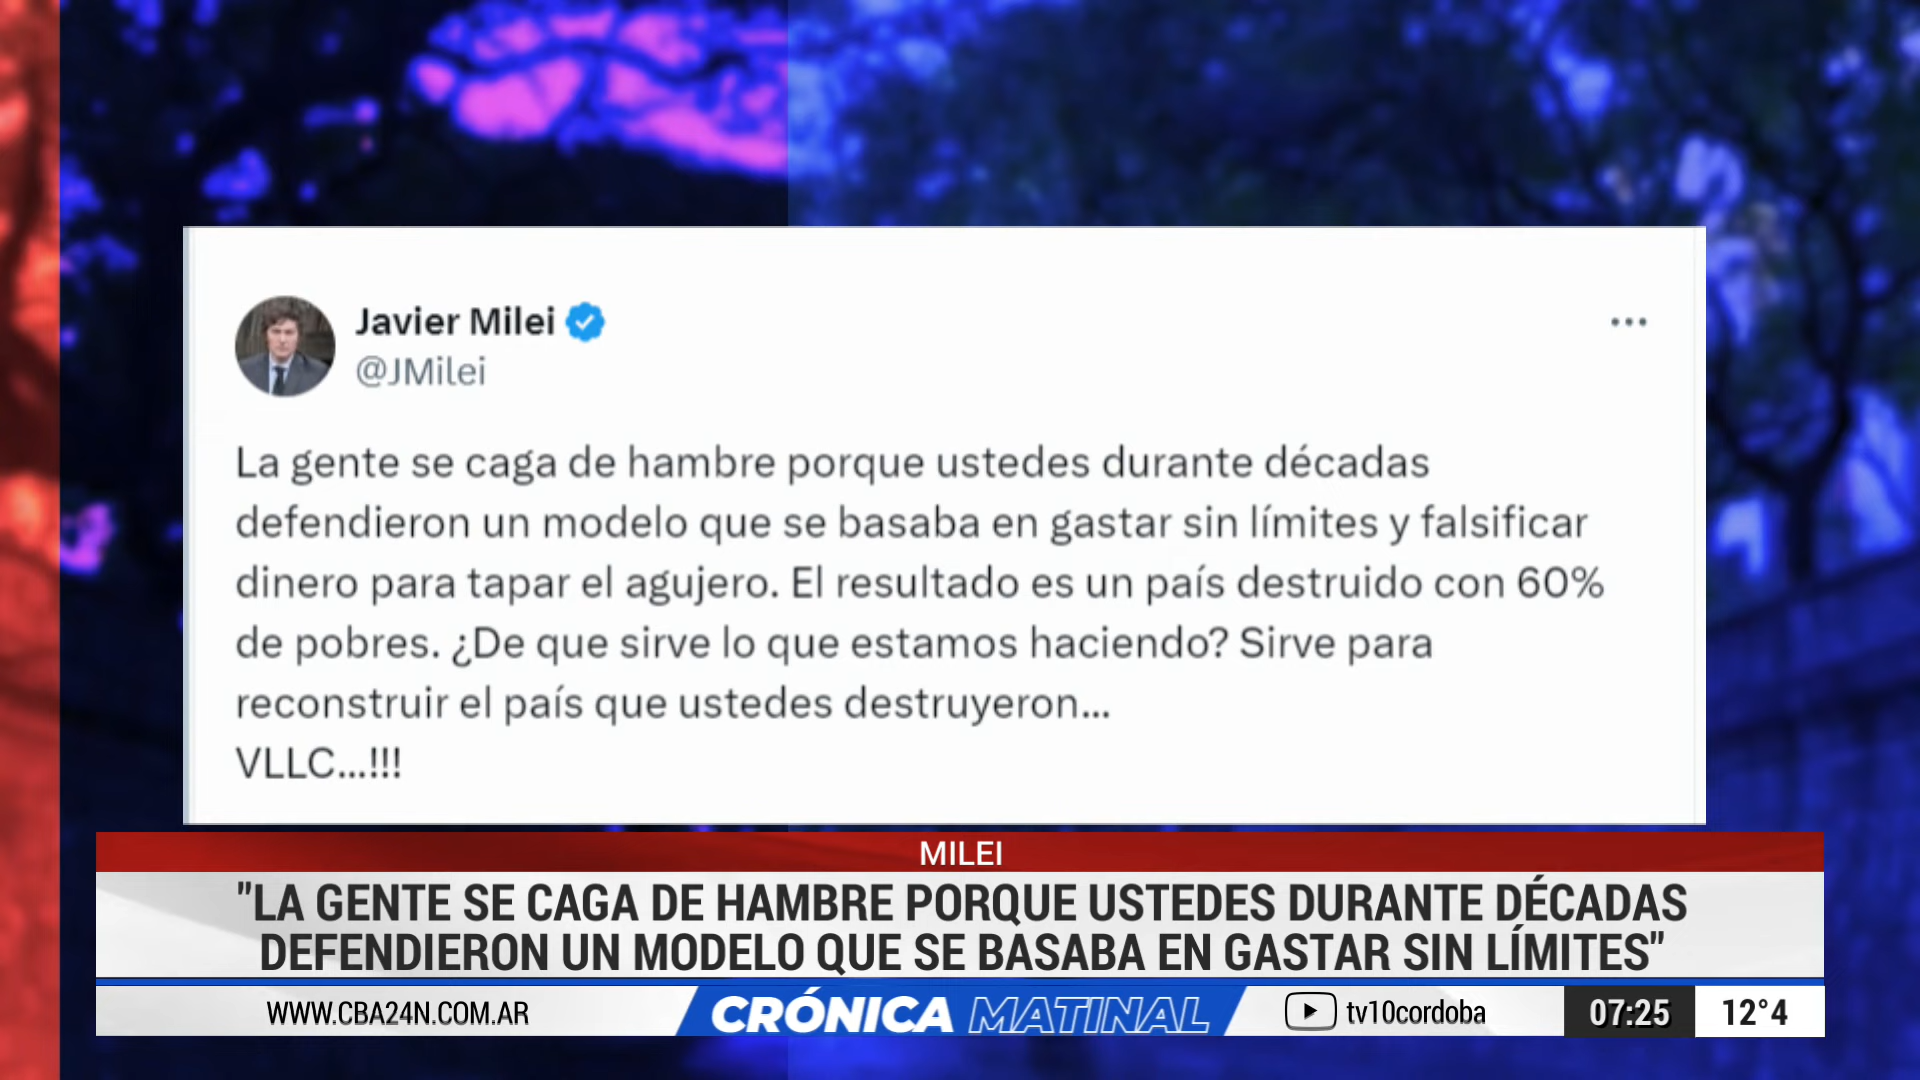 Javier Milei
@JMilei
La gente se caga de hambre porque ustedes durante décadas
defendieron un modelo que se basaba en gastar sin límites y falsificar
dinero para tapar el agujero. El resultado es un país destruido con 60%
de pobres. ¿De que sirve lo que estamos haciendo? Sirve para
reconstruir el país que ustedes destruyeron...
VLLC...!!!
MILEI
"LA GENTE SE CAGA DE HAMBRE PORQUE USTEDES DURANTE DÉCADAS
DEFENDIERON UN MODELO QUE SE BASABA EN GASTAR SIN LÍMITES"
WWW.CBA24N.COM.AR
CRÓNICA MATINAL
tv10cordoba
07:25
12°4